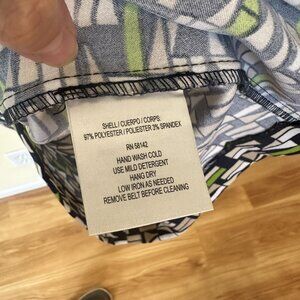 SHELL / CUERPO / CORPS:
97% POLYESTER / POLIESTER 3% SPANDEX
RN 58142
HAND WASH COLD
USE MILD DETERGENT
HANG DRY
LOW IRON AS NEEDED
REMOVE BELT BEFORE CLEANING